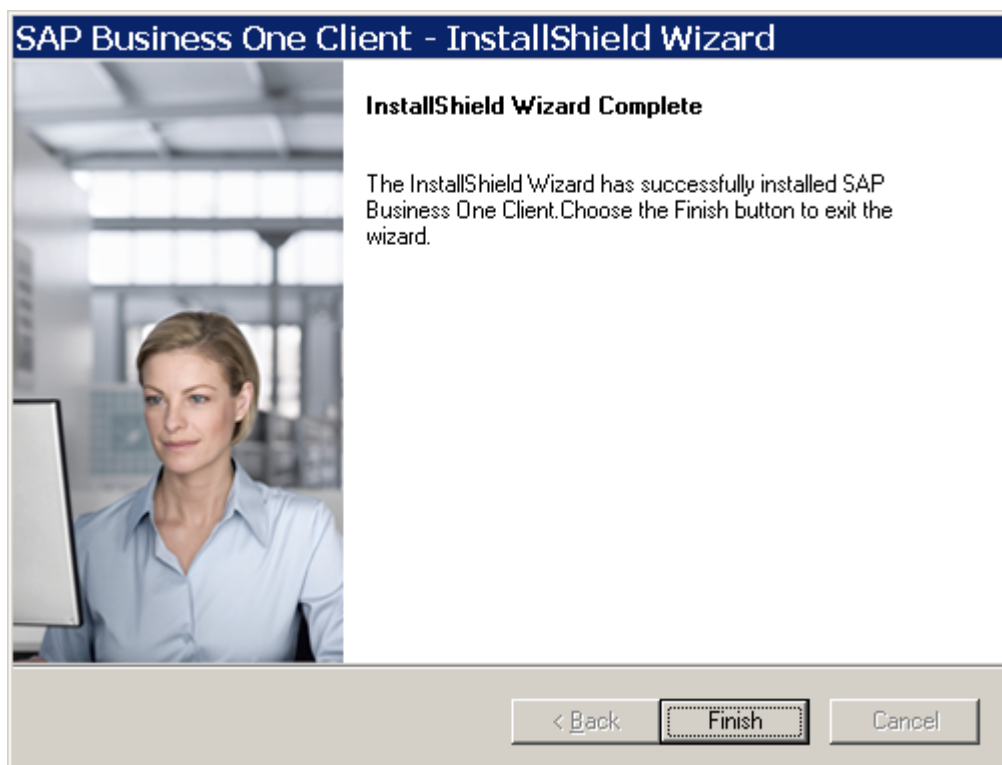 SAP Business One Client - InstallShield Wizard
InstallShield Wizard Complete
The InstallShield Wizard has successfully installed SAP
Business One Client.Choose the Finish button to exit the
wizard.
< Back
Finish
Cancel